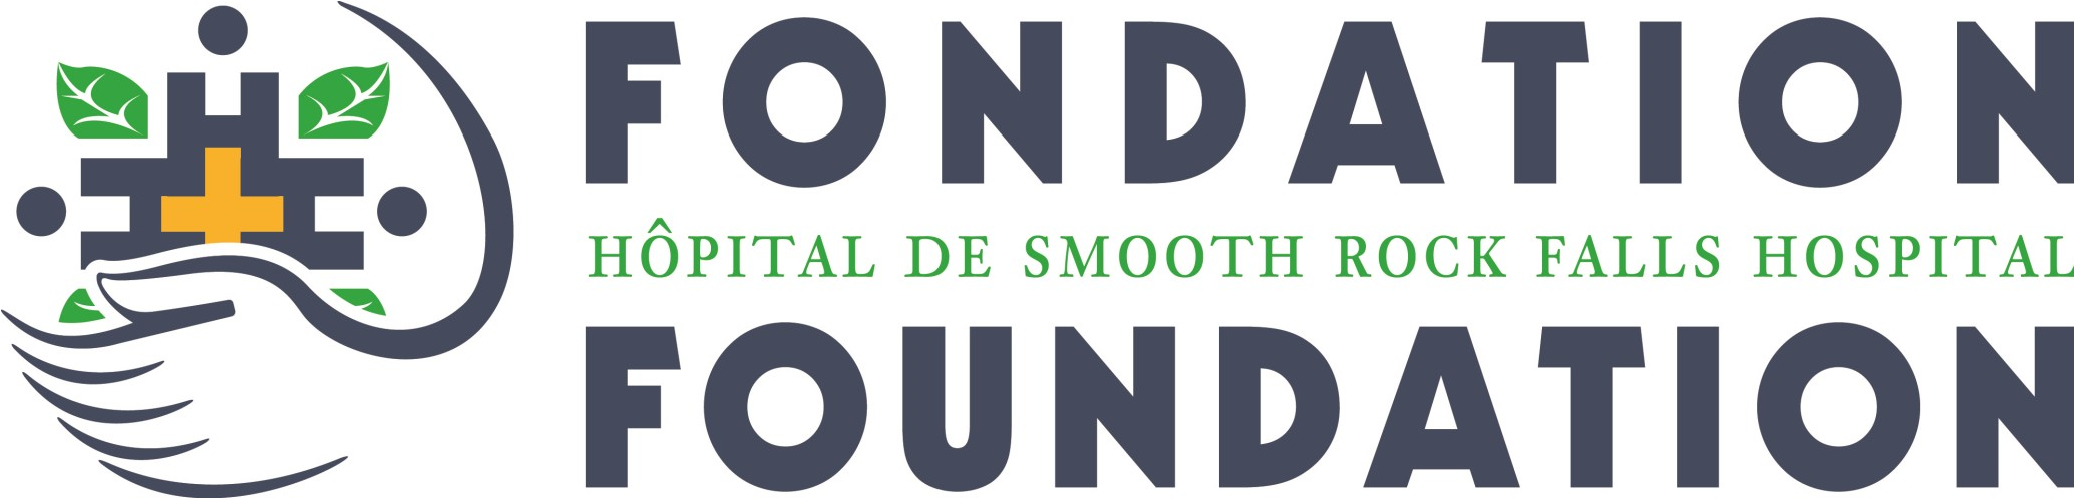 FONDATION
HÔPITAL DE SMOOTH ROCK FALLS HOSPITAL
FOUNDATION